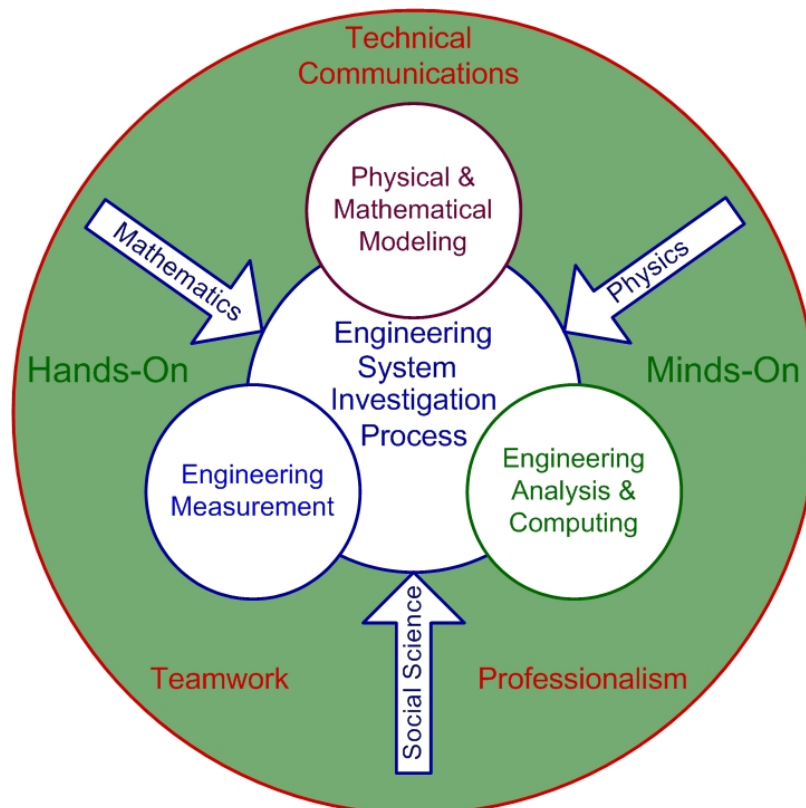 Technical
Communications
Physical &
Mathematical
Modeling
Mathematics
Physics
Engineering
System
Investigation
Process
Hands-On
Minds-On
Engineering
Measurement
Engineering
Analysis &
Computing
Social Science
Teamwork
Professionalism